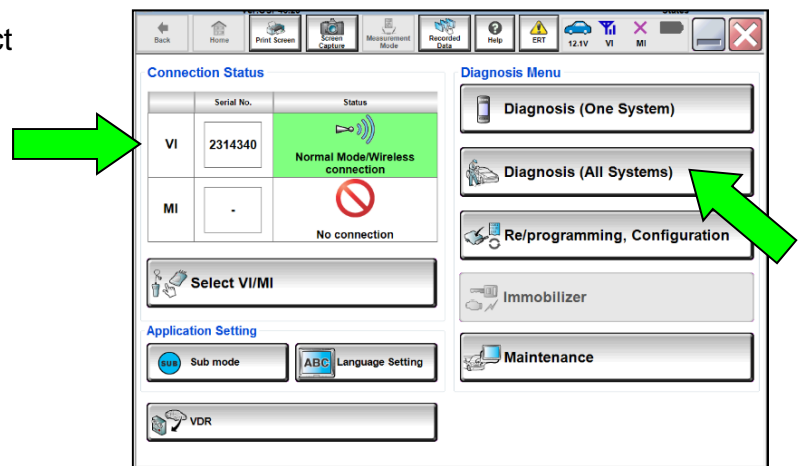 ct
Back
Home
Print Screen
Screen Capture
Measurement Mode
Recorded Data
Help
ERT
12.1V
VI
MI
Connection Status
Diagnosis Menu
Serial No.
Status
VI
2314340
Normal Mode/Wireless
connection
MI
-
No connection
Select VI/MI
Application Setting
SUB
Sub mode
ABC
Language Setting
VDR
Diagnosis (One System)
Diagnosis (All Systems)
Re/programming, Configuration
Immobilizer
Maintenance